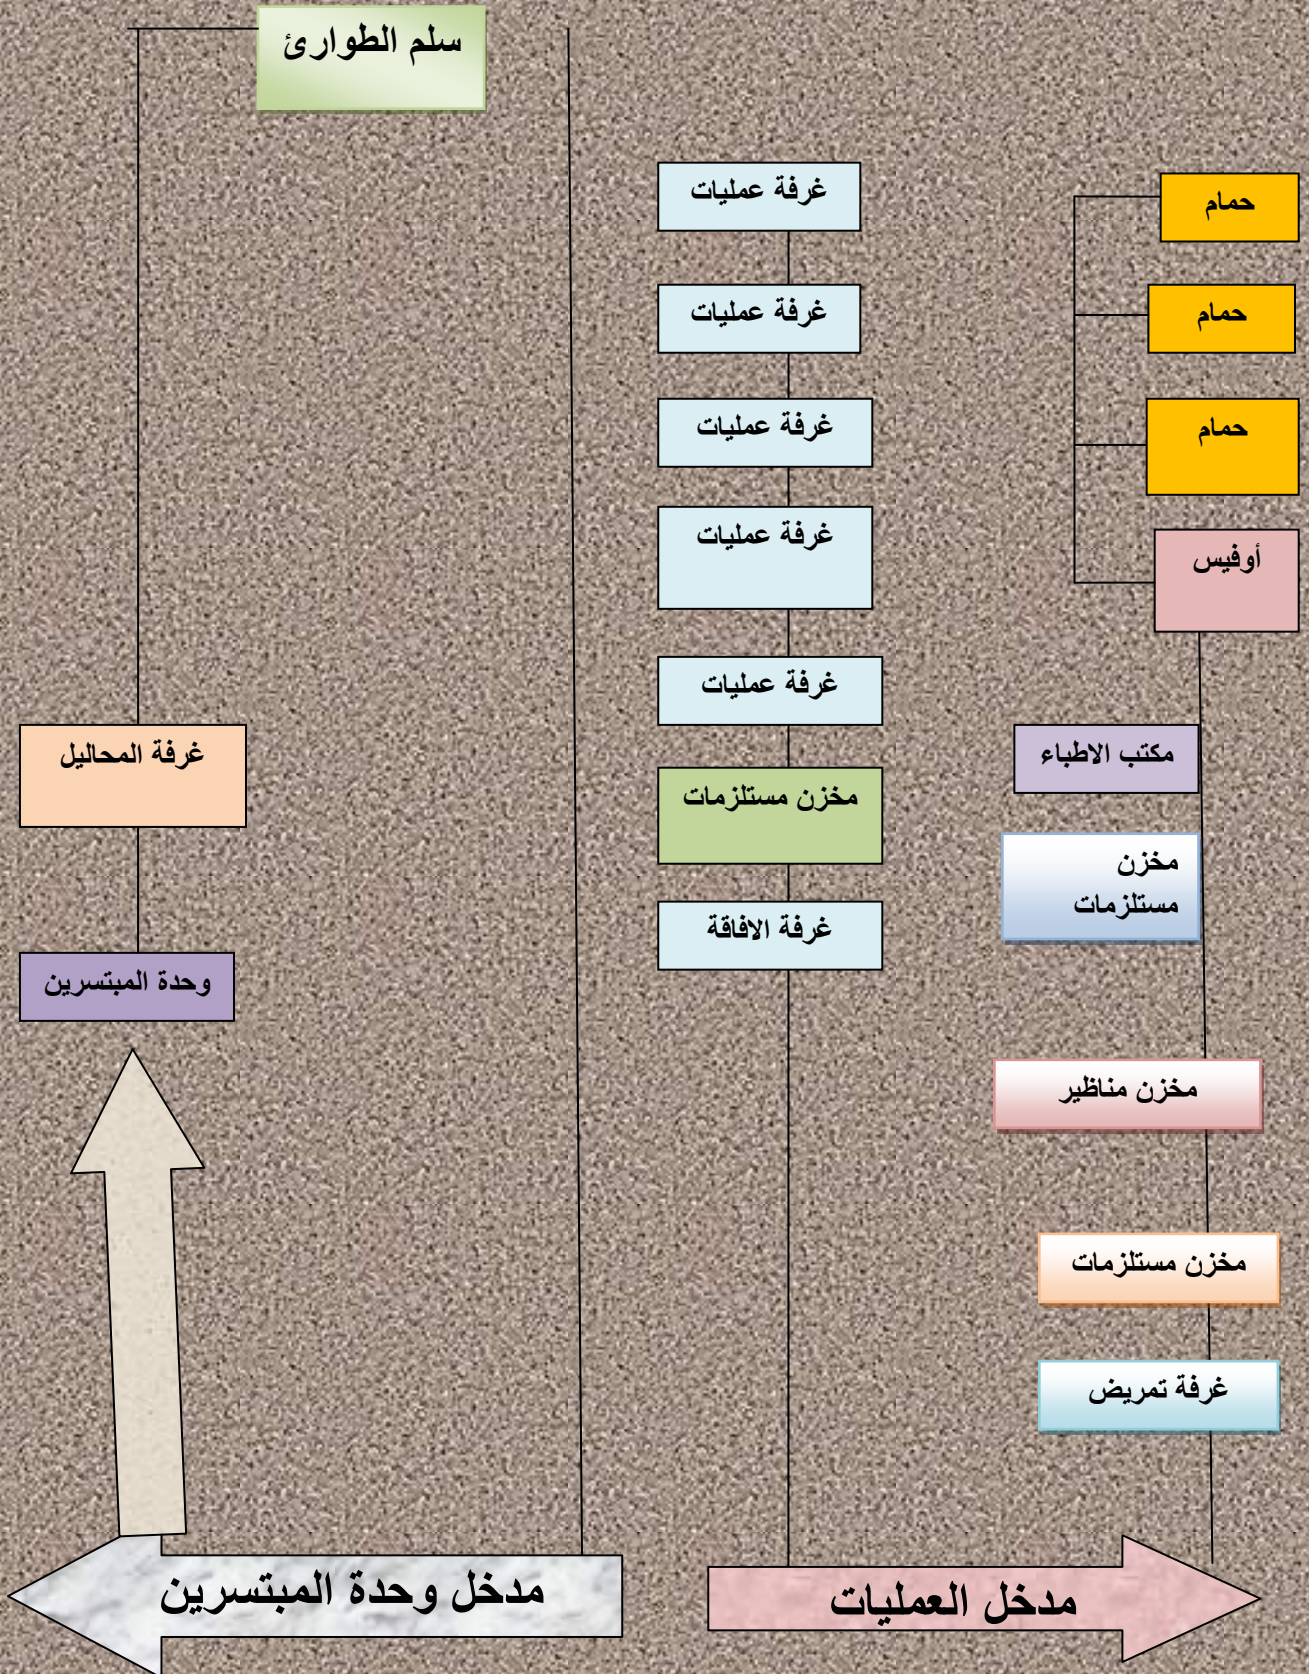 سلم الطوارئ
غرفة عمليات
حمام
غرفة عمليات
حمام
غرفة عمليات
حمام
غرفة عمليات
أوفيس
غرفة عمليات
مكتب الاطباء
غرفة المحاليل
مخزن مستلزمات
مخزن
مستلزمات
غرفة الافاقة
وحدة المبتسرين
مخزن مناظير
مخزن مستلزمات
غرفة تمريض
مدخل العمليات
مدخل وحدة المبتسرين